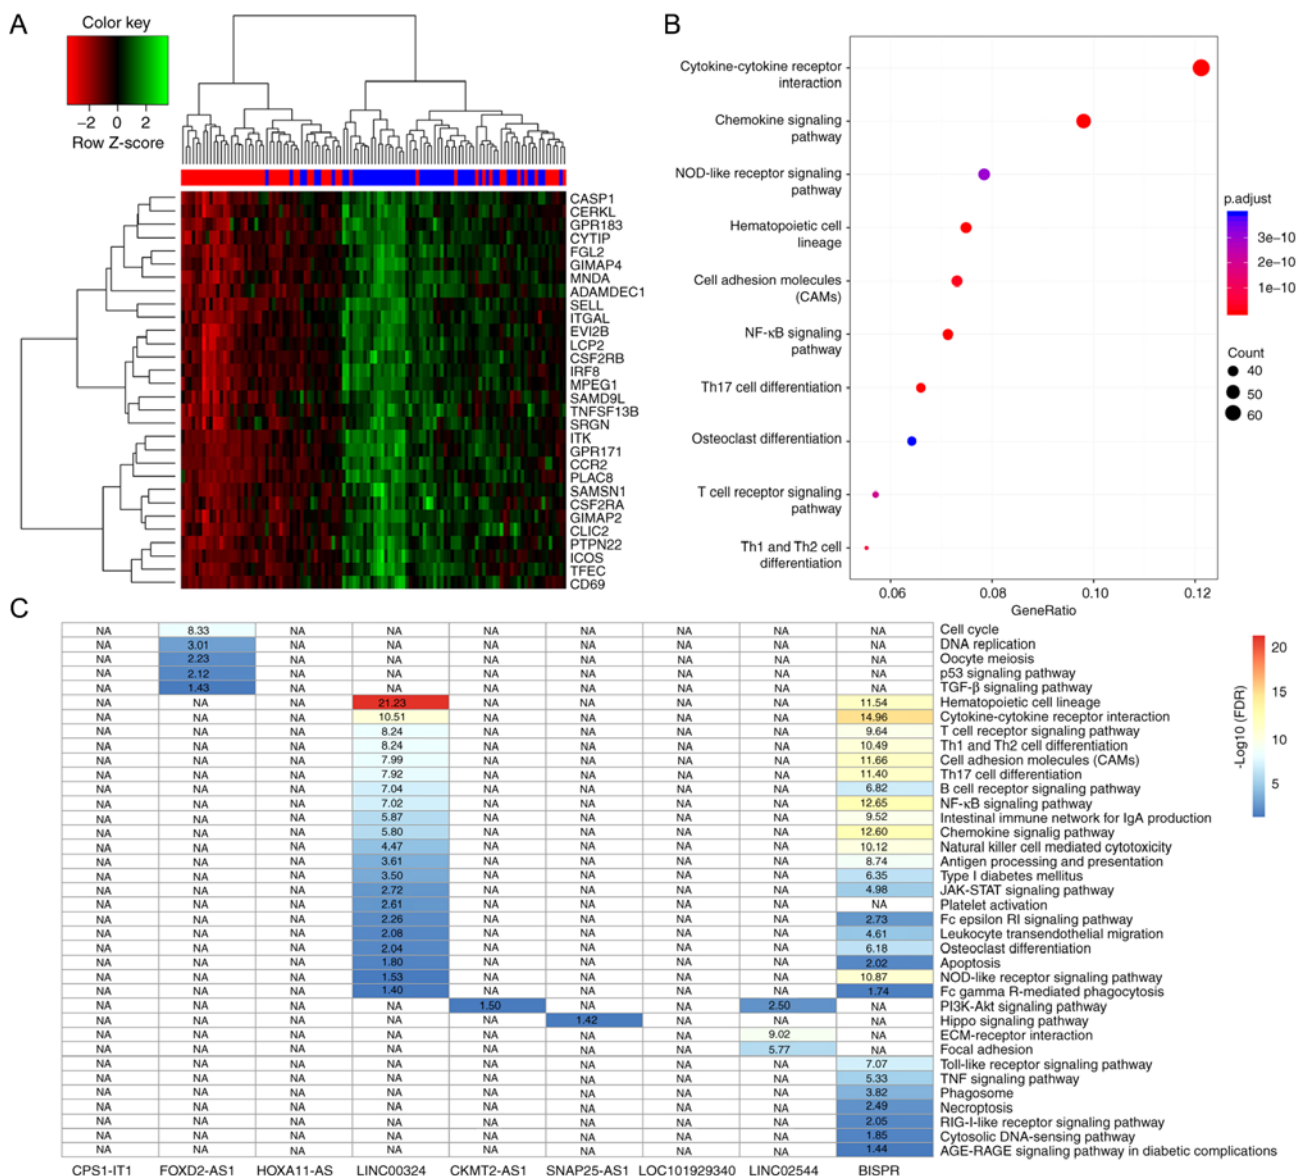 A
Color key
−2 0 2
Row Z-score
CASP1
CERKL
GPR183
CYTIP
FGL2
GIMAP4
MNDA
ADAMDEC1
SELL
ITGAL
EVI2B
LCP2
CSF2RB
IRF8
MPEG1
SAMD9L
TNFSF13B
SRGN
ITK
GPR171
CCR2
PLAC8
SAMSN1
CSF2RA
GIMAP2
CLIC2
PTPN22
ICOS
TFEC
CD69
B
Cytokine-cytokine receptor
interaction
Chemokine signaling
pathway
NOD-like receptor signaling
pathway
Hematopoietic cell
lineage
Cell adhesion molecules
(CAMs)
NF-κB signaling
pathway
Th17 cell differentiation
Osteoclast differentiation
T cell receptor signaling
pathway
Th1 and Th2 cell
differentiation
0.06 0.08 0.10 0.12
GeneRatio
p.adjust
3e−10
2e−10
1e−10
Count
40
50
60
C
NA 8.33 NA NA NA NA NA NA NA Cell cycle
NA 3.01 NA NA NA NA NA NA NA DNA replication
NA 2.23 NA NA NA NA NA NA NA Oocyte meiosis
NA 2.12 NA NA NA NA NA NA NA p53 signaling pathway
NA 1.43 NA NA NA NA NA NA NA TGF-β signaling pathway
NA NA NA 21.23 NA NA NA NA 11.54 Hematopoietic cell lineage
NA NA NA 10.51 NA NA NA NA 14.96 Cytokine-cytokine receptor interaction
NA NA NA 8.24 NA NA NA NA 9.64 T cell receptor signaling pathway
NA NA NA 8.24 NA NA NA NA 10.49 Th1 and Th2 cell differentiation
NA NA NA 7.99 NA NA NA NA 11.66 Cell adhesion molecules (CAMs)
NA NA NA 7.92 NA NA NA NA 11.40 Th17 cell differentiation
NA NA NA 7.04 NA NA NA NA 6.82 B cell receptor signaling pathway
NA NA NA 7.02 NA NA NA NA 12.65 NF-κB signaling pathway
NA NA NA 5.87 NA NA NA NA 9.52 Intestinal immune network for IgA production
NA NA NA 5.80 NA NA NA NA 12.60 Chemokine signalig pathway
NA NA NA 4.47 NA NA NA NA 10.12 Natural killer cell mediated cytotoxicity
NA NA NA 3.61 NA NA NA NA 8.74 Antigen processing and presentation
NA NA NA 3.50 NA NA NA NA 6.35 Type I diabetes mellitus
NA NA NA 2.72 NA NA NA NA 4.98 JAK-STAT signaling pathway
NA NA NA 2.61 NA NA NA NA NA Platelet activation
NA NA NA 2.26 NA NA NA NA 2.73 Fc epsilon RI signaling pathway
NA NA NA 2.08 NA NA NA NA 4.61 Leukocyte transendothelial migration
NA NA NA 2.04 NA NA NA NA 6.18 Osteoclast differentiation
NA NA NA 1.80 NA NA NA NA 2.02 Apoptosis
NA NA NA 1.53 NA NA NA NA 10.87 NOD-like receptor signaling pathway
NA NA NA 1.40 NA NA NA NA 1.74 Fc gamma R-mediated phagocytosis
NA NA NA NA 1.50 NA NA 2.50 NA PI3K-Akt signaling pathway
NA NA NA NA NA 1.42 NA NA NA Hippo signaling pathway
NA NA NA NA NA NA NA 9.02 NA ECM-receptor interaction
NA NA NA NA NA NA NA 5.77 NA Focal adhesion
NA NA NA NA NA NA NA NA 7.07 Toll-like receptor signaling pathway
NA NA NA NA NA NA NA NA 5.33 TNF signaling pathway
NA NA NA NA NA NA NA NA 3.82 Phagosome
NA NA NA NA NA NA NA NA 2.49 Necroptosis
NA NA NA NA NA NA NA NA 2.05 RIG-I-like receptor signaling pathway
NA NA NA NA NA NA NA NA 1.85 Cytosolic DNA-sensing pathway
NA NA NA NA NA NA NA NA 1.44 AGE-RAGE signaling pathway in diabetic complications
CPS1-IT1 FOXD2-AS1 HOXA11-AS LINC00324 CKMT2-AS1 SNAP25-AS1 LOC101929340 LINC02544 BISPR
20
15
10
5
-Log10 (FDR)